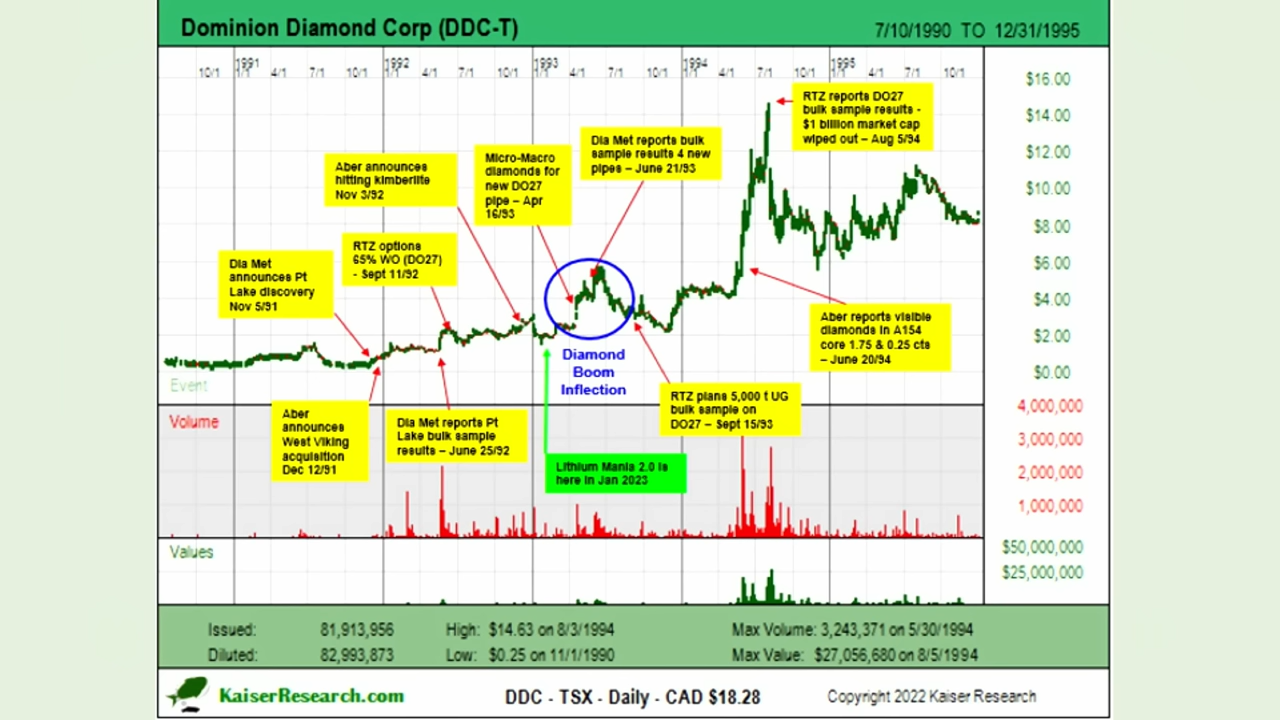 Dominion Diamond Corp (DDC-T)
7/10/1990 TO 12/31/1995
1991 1992 1993 1994 1995
10/1 1/1 4/1 7/1 10/1 1/1 4/1 7/1 10/1 1/1 4/1 7/1 10/1 1/1 4/1 7/1 10/1 1/1 4/1 7/1 10/1
$16.00
$14.00
$12.00
$10.00
$8.00
$6.00
$4.00
$2.00
$0.00
RTZ reports DO27
bulk sample results -
$1 billion market cap
wiped out – Aug 5/94
Dia Met reports bulk
sample results 4 new
pipes – June 21/93
Micro-Macro
diamonds for
new DO27
pipe – Apr
16/93
Aber announces
hitting kimberlite
Nov 3/92
RTZ options
65% WO (DO27)
- Sept 11/92
Dia Met
announces Pt
Lake discovery
Nov 5/91
Aber reports visible
diamonds in A154
core 1.75 & 0.25 cts
– June 20/94
Diamond
Boom
Inflection
Event
RTZ plans 5,000 t UG
bulk sample on
DO27 – Sept 15/93
Aber
announces
West Viking
acquisition
Dec 12/91
Dia Met reports Pt
Lake bulk sample
results – June 25/92
Lithium Mania 2.0 is
here in Jan 2023
Volume
4,000,000
3,000,000
2,000,000
1,000,000
Values
$50,000,000
$25,000,000
Issued: 81,913,956 High: $14.63 on 8/3/1994 Max Volume: 3,243,371 on 5/30/1994
Diluted: 82,993,873 Low: $0.25 on 11/1/1990 Max Value: $27,056,680 on 8/5/1994
KaiserResearch.com DDC - TSX - Daily - CAD $18.28 Copyright 2022 Kaiser Research